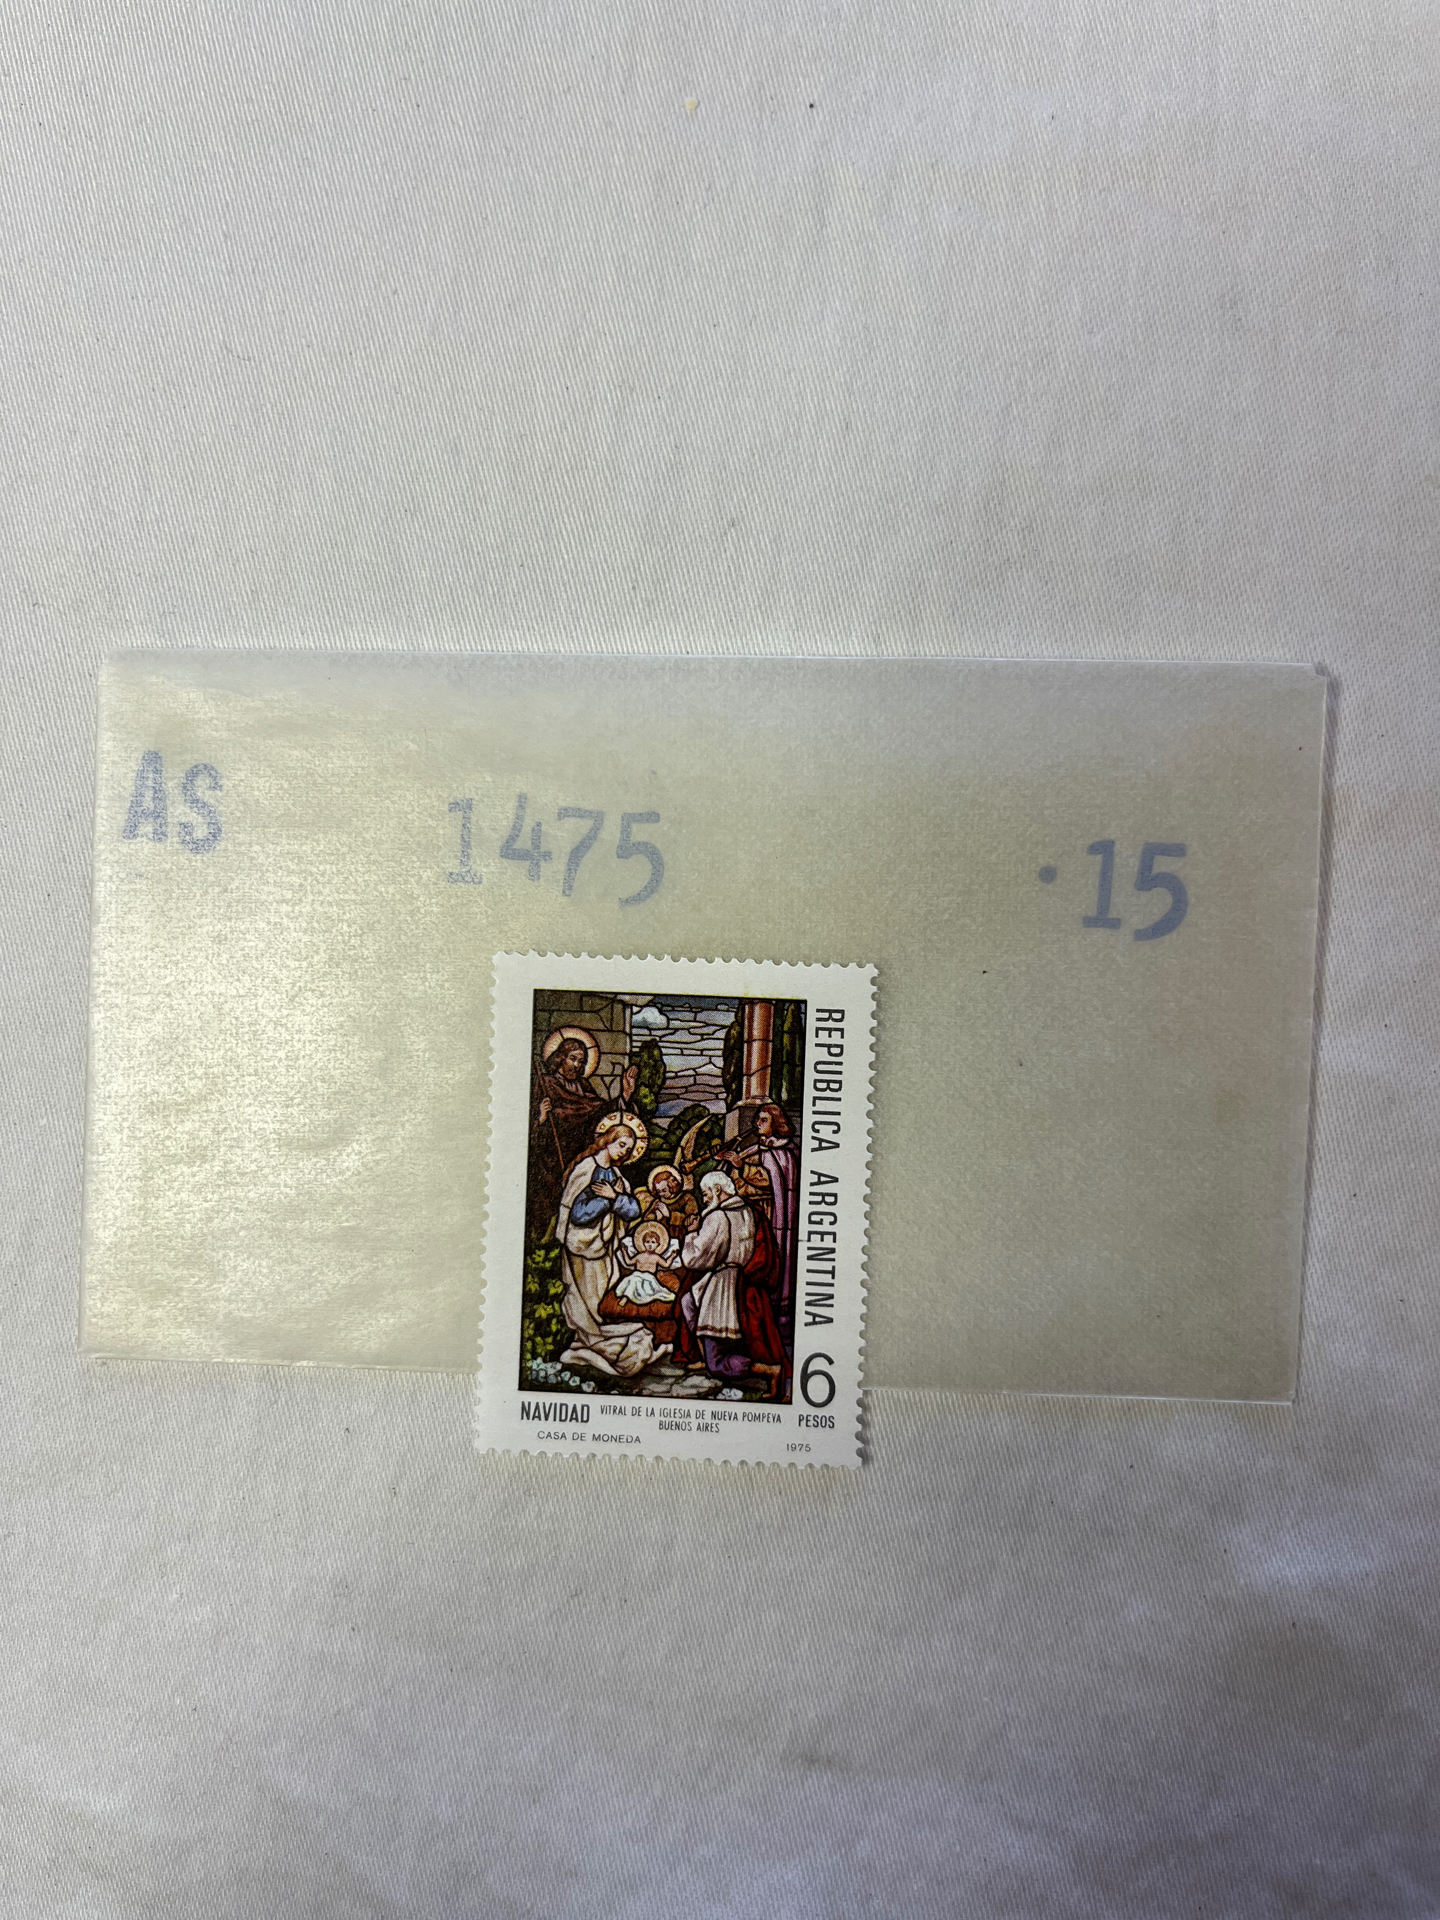 AS 1475 .15
REPUBLICA ARGENTINA
6
PESOS
NAVIDAD VITRAL DE LA IGLESIA DE NUEVA POMPEYA
BUENOS AIRES
CASA DE MONEDA 1975